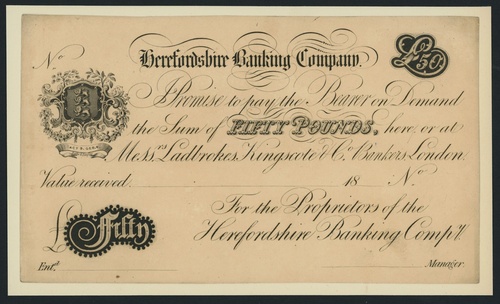 No
Herefordshire Banking Company.
£50
I Promise to pay the Bearer on Demand
the Sum of FIFTY POUNDS, here, or at
Messrs Ladbrokes, Kingscote & Co. Bankers London.
Value received 18 No
£ Fifty
For the Proprietors of the
Herefordshire Banking Compy.
Entd.
Manager.